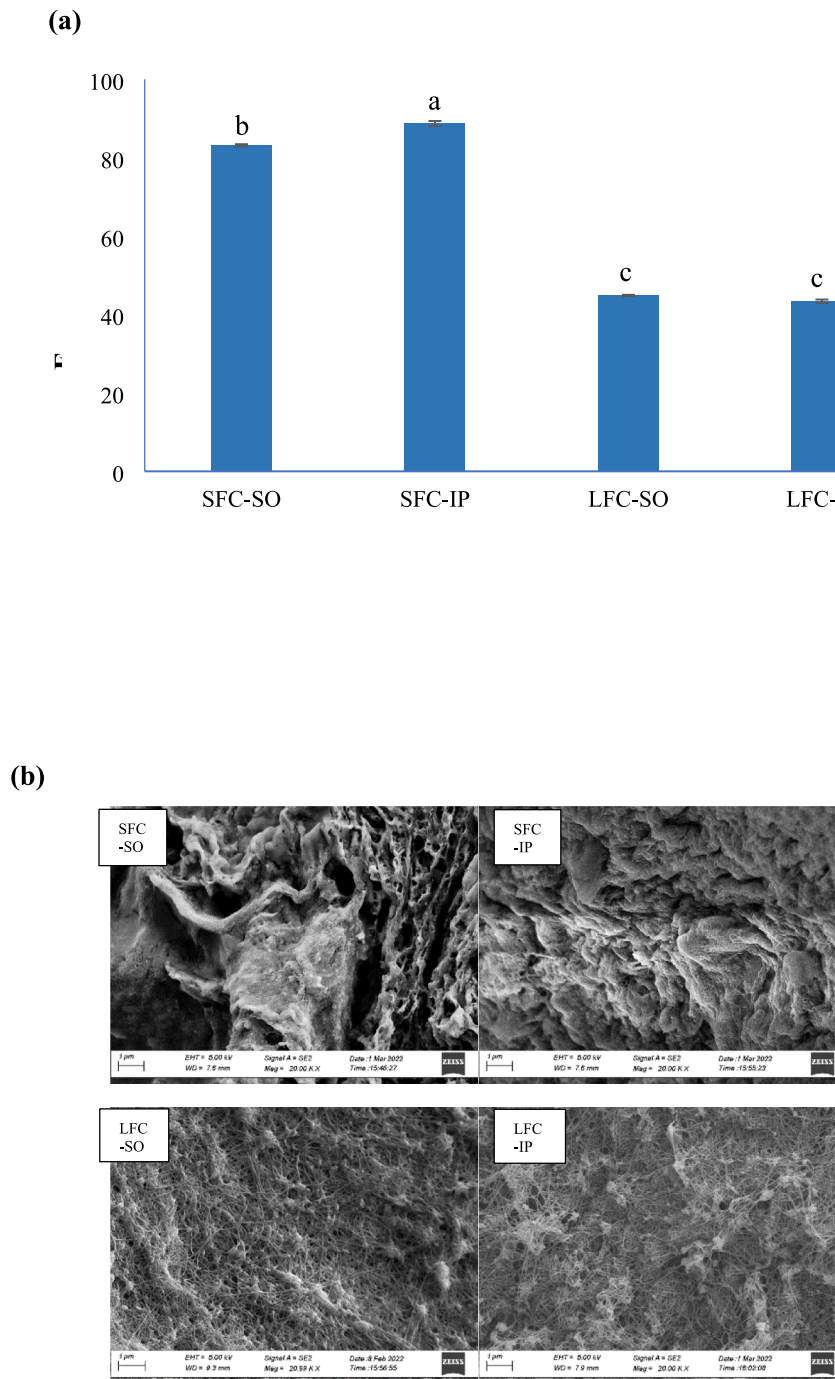 (a)
100
80
60
40
20
0
b
a
c
c
SFC-SO
SFC-IP
LFC-SO
LFC-
(b)
SFC
-SO
SFC
-IP
1 µm
EHT = 5.00 kV
Signal A = SE2
Date :1 Mar 2022
ZEISS
WD = 7.6 mm
Mag = 20.00 K X
Time :15:46:27
1 µm
EHT = 5.00 kV
Signal A = SE2
Date :1 Mar 2022
ZEISS
WD = 7.6 mm
Mag = 20.00 K X
Time :15:55:23
LFC
-SO
LFC
-IP
1 µm
EHT = 5.00 kV
Signal A = SE2
Date :8 Feb 2022
ZEISS
WD = 9.3 mm
Mag = 20.99 K X
Time :15:56:55
1 µm
EHT = 5.00 kV
Signal A = SE2
Date :1 Mar 2022
ZEISS
WD = 7.9 mm
Mag = 20.00 K X
Time :16:02:08